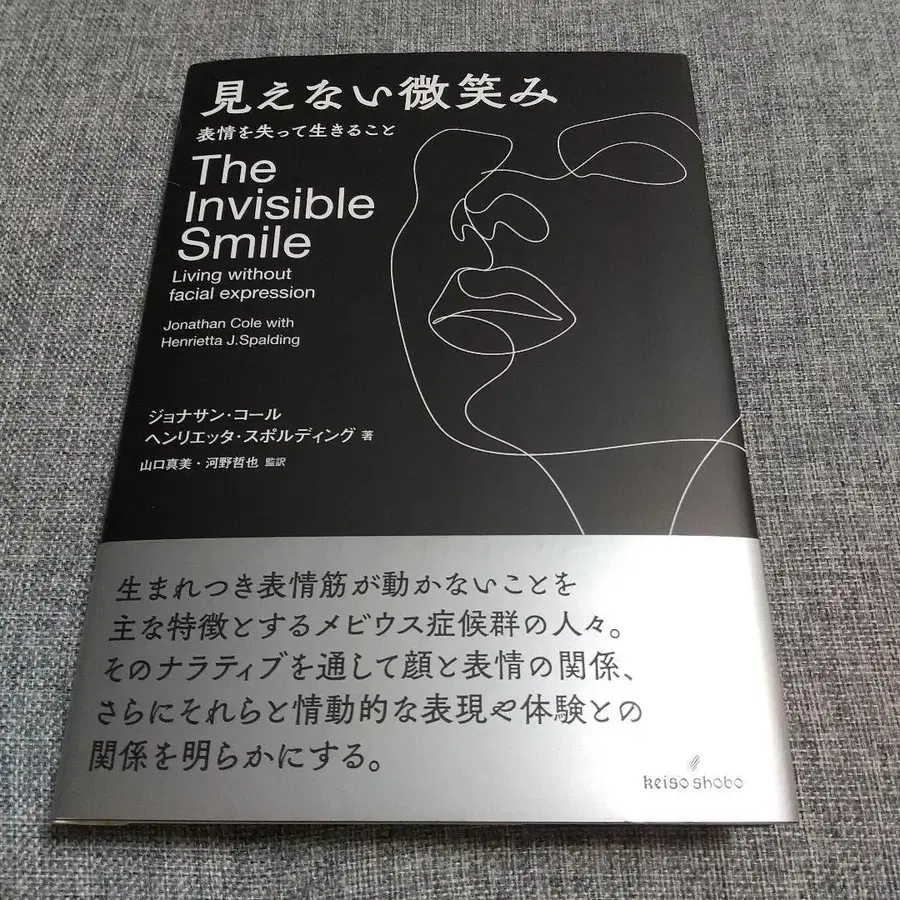 見えない微笑み
表情を失って生きること
The
Invisible
Smile
Living without
facial expression
Jonathan Cole with
Henrietta J.Spalding
ジョナサン・コール
ヘンリエッタ・スポルディング 著
山口真美・河野哲也 監訳
生まれつき表情筋が動かないことを
主な特徴とするメビウス症候群の人々。
そのナラティブを通して顔と表情の関係、
さらにそれらと情動的な表現や体験との
関係を明らかにする。
keiso shobo